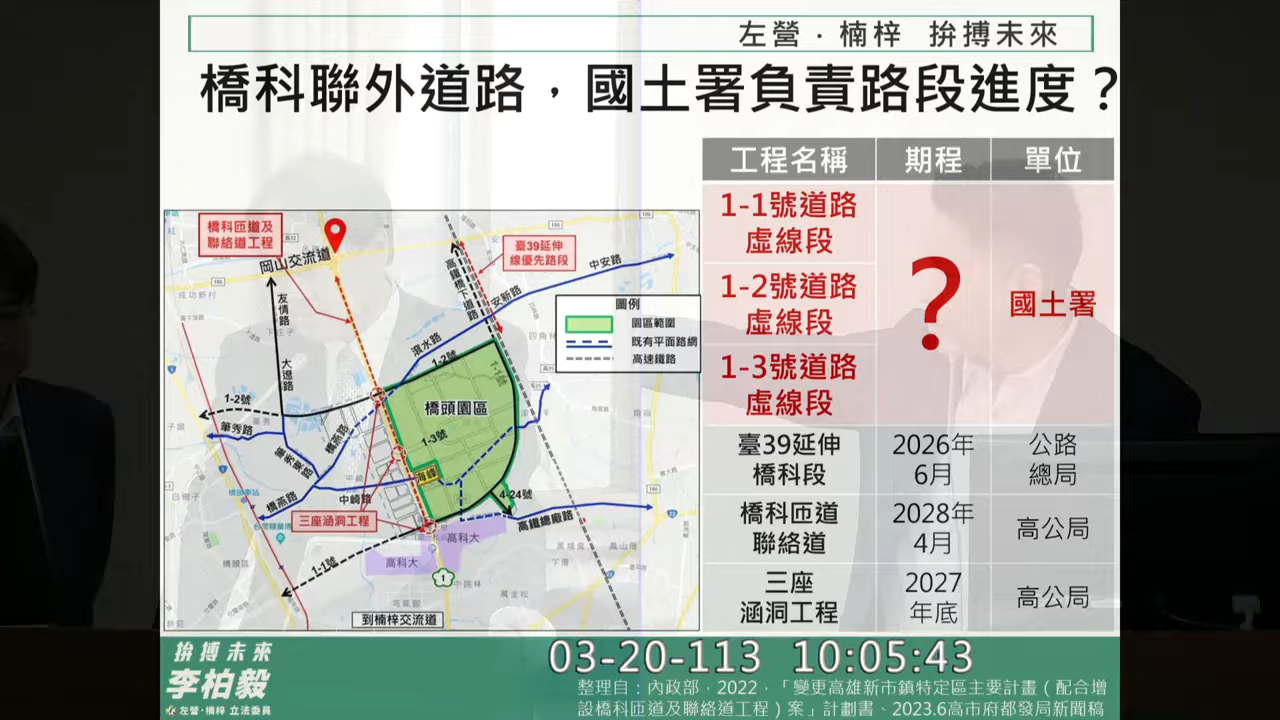 左營．楠梓 拚搏未來
橋科聯外道路，國土署負責路段進度？
工程名稱 期程 單位
1-1號道路
虛線段
1-2號道路
虛線段
1-3號道路
虛線段
?
國土署
臺39延伸
橋科段
2026年
6月
公路
總局
橋科匝道
聯絡道
2028年
4月
高公局
三座
涵洞工程
2027
年底
高公局
橋科匝道及
聯絡道工程
岡山交流道
臺39延伸
線優先路段
高鐵橋下道路
中安路
安新路
友情路
滾水路
大遼路
1-2號
1-2號
筆秀路
橋燕路
橋頭園區
1-3號
海峰
4-24號
中崎路
橋燕路
三座涵洞工程
高鐵總廠路
高科大
高科大
1-1號
1
到楠梓交流道
圖例
園區範圍
既有平面路網
高速鐵路
拚搏未來
李柏毅
左營·楠梓 立法委員
03-20-113 10:05:43
整理自：內政部，2022，「變更高雄新市鎮特定區主要計畫（配合增
設橋科匝道及聯絡道工程）案」計劃書、2023.6高市府都發局新聞稿